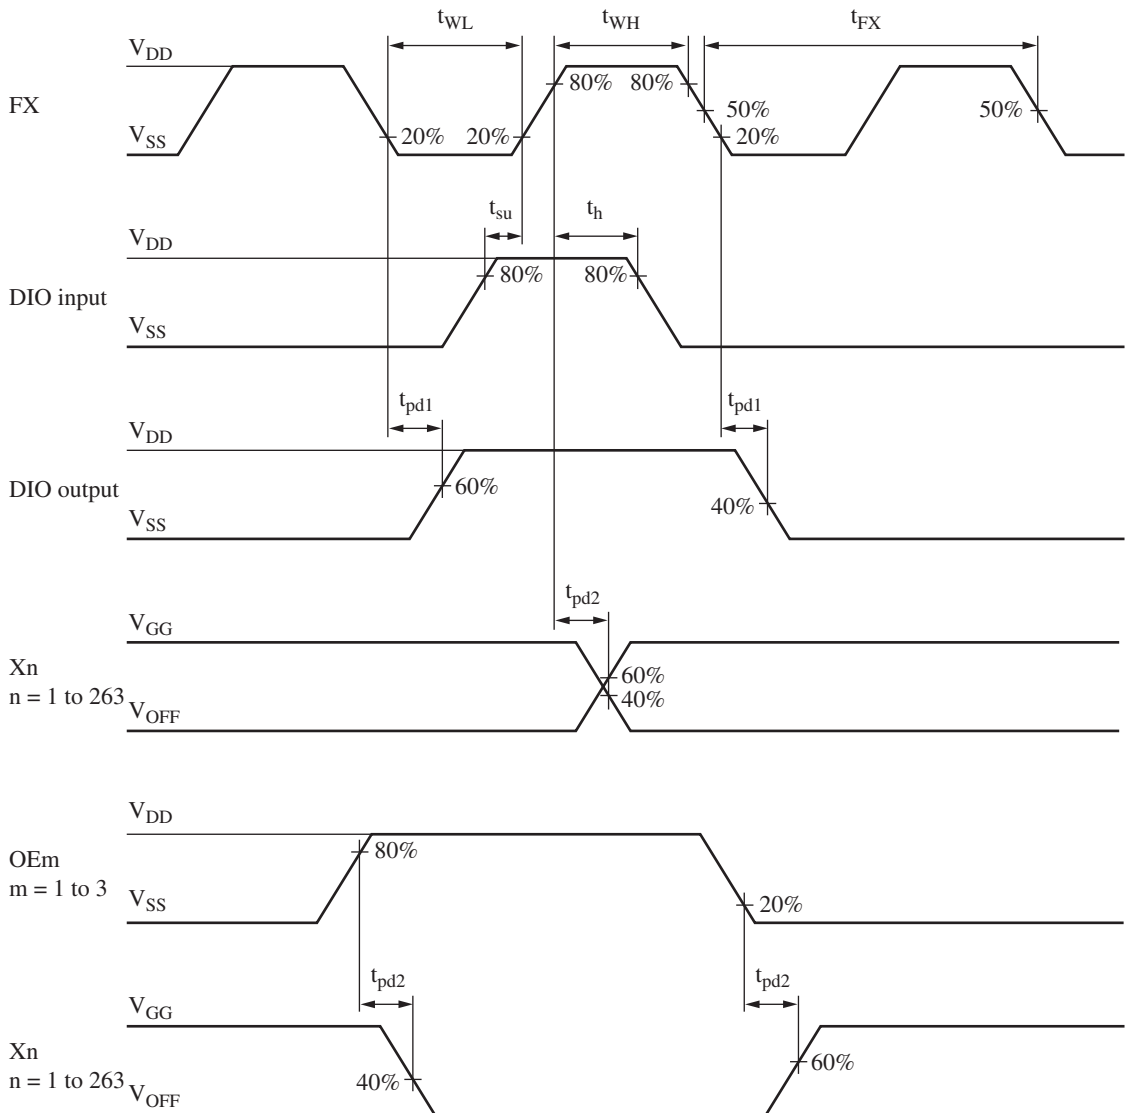 t_WL t_WH t_FX
V_DD
80% 80%
FX
50% 50%
V_SS
20% 20% 20%
t_su t_h
V_DD
80% 80%
DIO input
V_SS
t_pd1 t_pd1
V_DD
DIO output
60%
40%
V_SS
t_pd2
V_GG
Xn
60%
n = 1 to 263
40%
V_OFF
V_DD
80%
OEm
m = 1 to 3
V_SS
20%
t_pd2 t_pd2
V_GG
Xn
60%
n = 1 to 263
40%
V_OFF